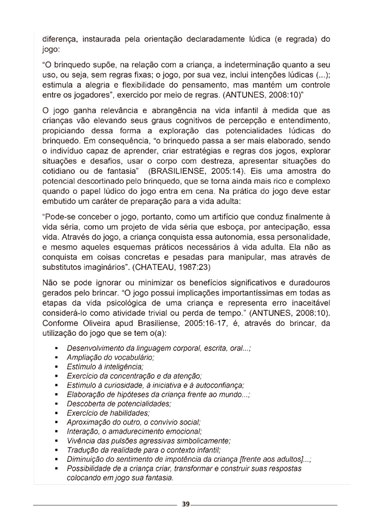 diferença, instaurada pela orientação declaradamente lúdica (e regrada) do
jogo:
“O brinquedo supõe, na relação com a criança, a indeterminação quanto a seu
uso, ou seja, sem regras fixas; o jogo, por sua vez, inclui intenções lúdicas (...);
estimula a alegria e flexibilidade do pensamento, mas mantém um controle
entre os jogadores”, exercido por meio de regras. (ANTUNES, 2008:10)”
O jogo ganha relevância e abrangência na vida infantil à medida que as
crianças vão elevando seus graus cognitivos de percepção e entendimento,
propiciando dessa forma a exploração das potencialidades lúdicas do
brinquedo. Em consequência, “o brinquedo passa a ser mais elaborado, sendo
o indivíduo capaz de aprender, criar estratégias e regras dos jogos, explorar
situações e desafios, usar o corpo com destreza, apresentar situações do
cotidiano ou de fantasia” (BRASILIENSE, 2005:14). Eis uma amostra do
potencial descortinado pelo brinquedo, que se torna ainda mais rico e complexo
quando o papel lúdico do jogo entra em cena. Na prática do jogo deve estar
embutido um caráter de preparação para a vida adulta:
“Pode-se conceber o jogo, portanto, como um artifício que conduz finalmente à
vida séria, como um projeto de vida séria que esboça, por antecipação, essa
vida. Através do jogo, a criança conquista essa autonomia, essa personalidade,
e mesmo aqueles esquemas práticos necessários à vida adulta. Ela não as
conquista em coisas concretas e pesadas para manipular, mas através de
substitutos imaginários”. (CHATEAU, 1987:23)
Não se pode ignorar ou minimizar os benefícios significativos e duradouros
gerados pelo brincar. “O jogo possui implicações importantíssimas em todas as
etapas da vida psicológica de uma criança e representa erro inaceitável
considerá-lo como atividade trivial ou perda de tempo.” (ANTUNES, 2008:10).
Conforme Oliveira apud Brasiliense, 2005:16-17, é, através do brincar, da
utilização do jogo que se tem o(a):
▪ Desenvolvimento da linguagem corporal, escrita, oral...;
▪ Ampliação do vocabulário;
▪ Estímulo à inteligência;
▪ Exercício da concentração e da atenção;
▪ Estímulo à curiosidade, à iniciativa e à autoconfiança;
▪ Elaboração de hipóteses da criança frente ao mundo...;
▪ Descoberta de potencialidades;
▪ Exercício de habilidades;
▪ Aproximação do outro, o convívio social;
▪ Interação, o amadurecimento emocional;
▪ Vivência das pulsões agressivas simbolicamente;
▪ Tradução da realidade para o contexto infantil;
▪ Diminuição do sentimento de impotência da criança [frente aos adultos]...;
▪ Possibilidade de a criança criar, transformar e construir suas respostas
colocando em jogo sua fantasia.
39